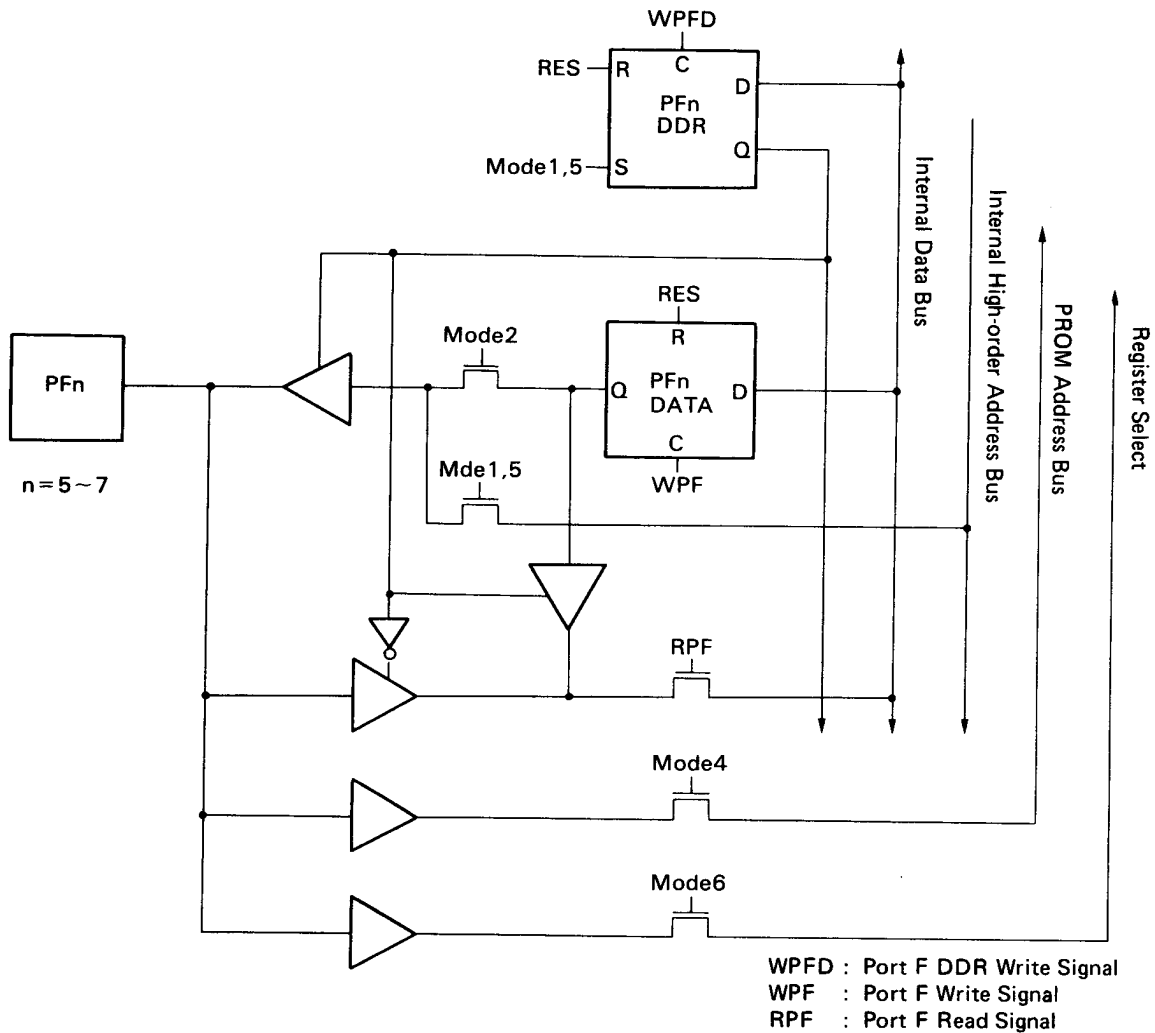 WPFD
RES
R
C
D
PFn
DDR
Q
Mode1,5
S
Internal Data Bus
Internal High-order Address Bus
PROM Address Bus
Register Select
RES
R
Mode2
PFn
Q
PFn
DATA
D
C
WPF
n=5~7
Mde1,5
RPF
Mode4
Mode6
WPFD : Port F DDR Write Signal
WPF : Port F Write Signal
RPF : Port F Read Signal